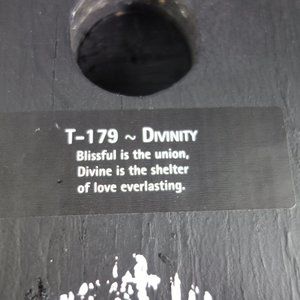 T-179 ~ DIVINITY
Blissful is the union,
Divine is the shelter
of love everlasting.